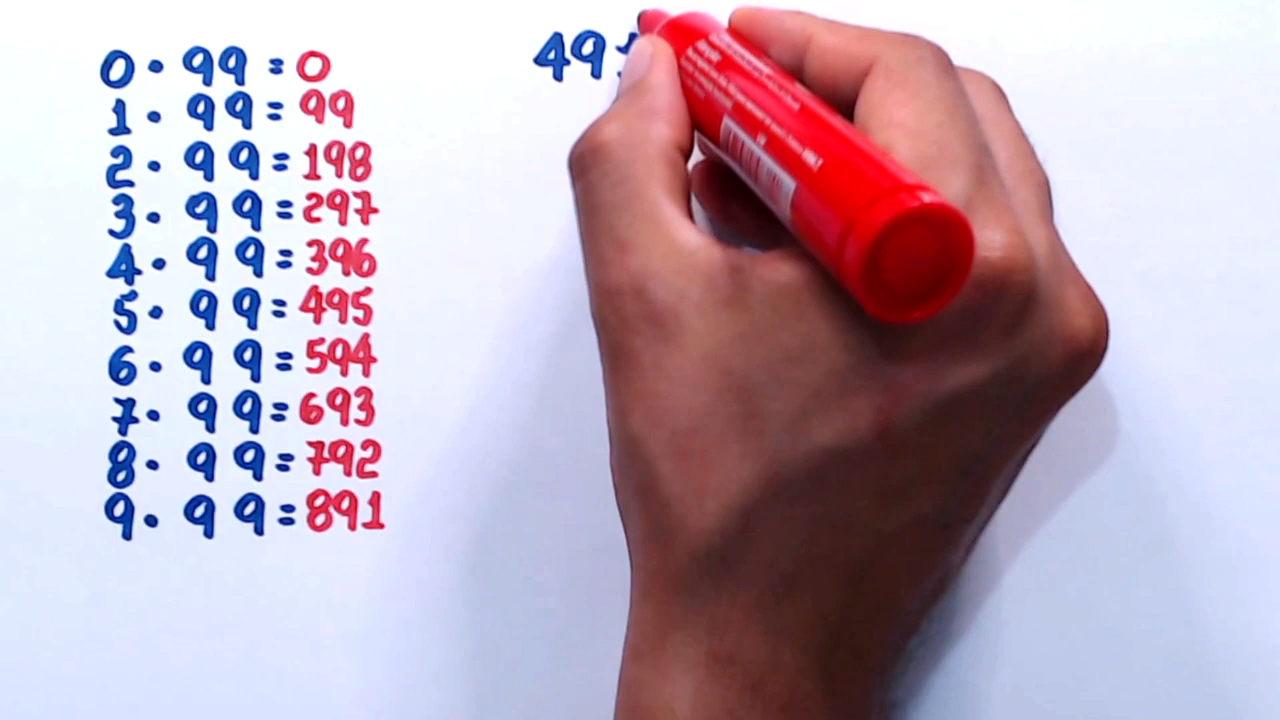 0 · 99 = 0
1 · 99 = 99
2 · 99 = 198
3 · 99 = 297
4 · 99 = 396
5 · 99 = 495
6 · 99 = 594
7 · 99 = 693
8 · 99 = 792
9 · 99 = 891
49